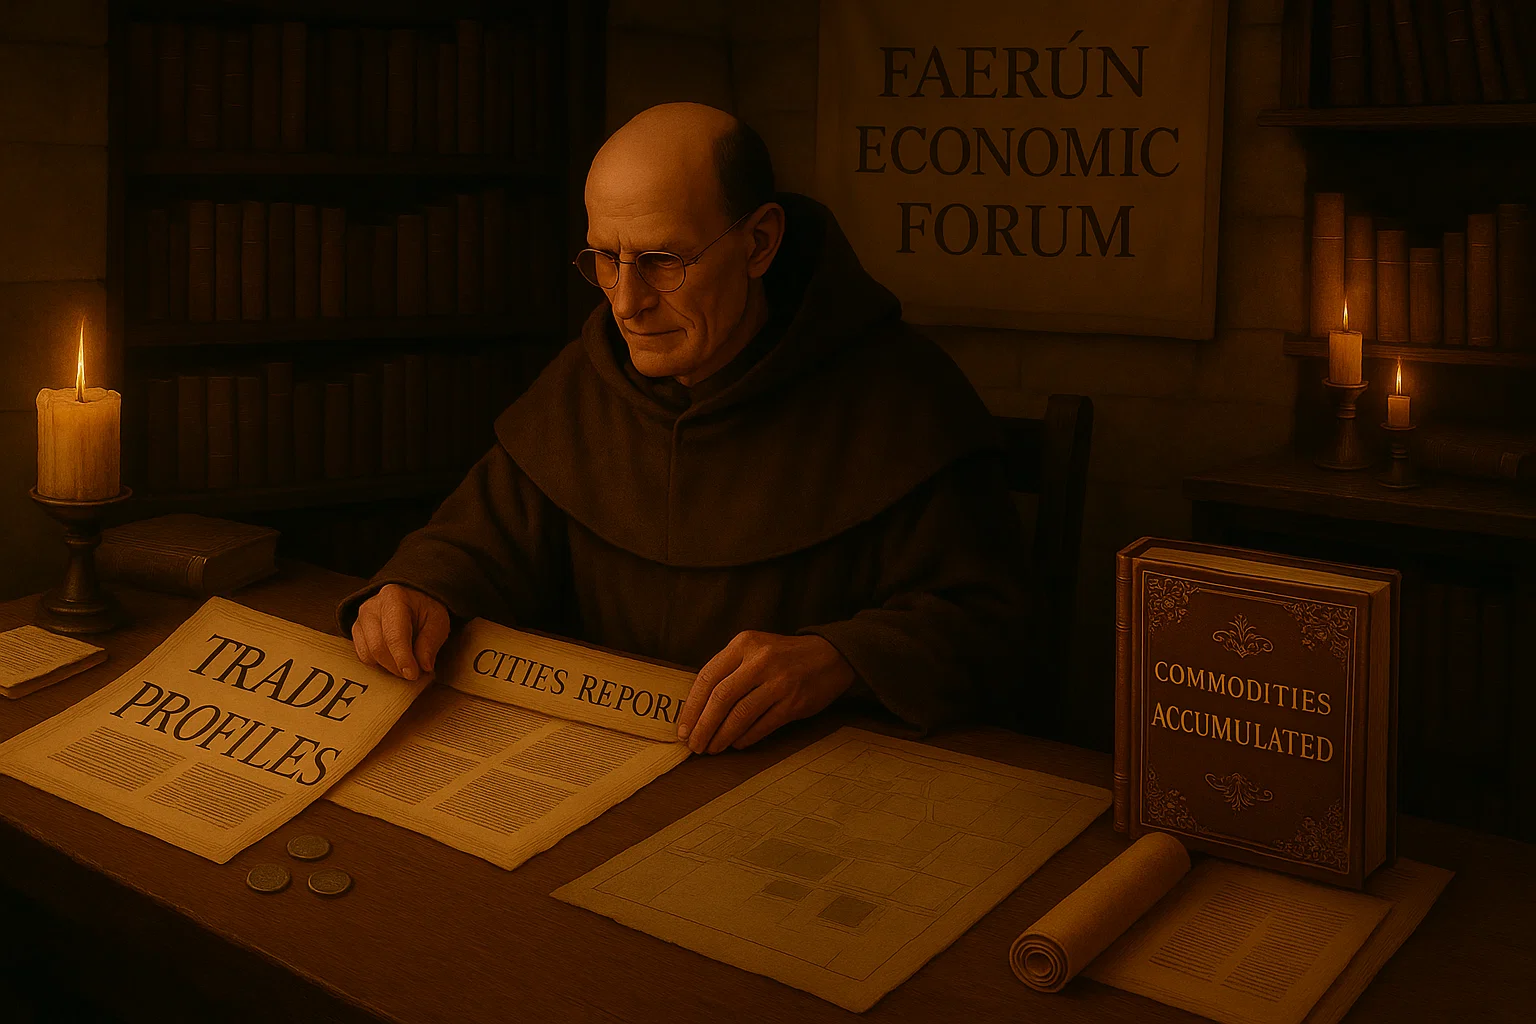 FAERÚN
ECONOMIC
FORUM
TRADE
PROFILES
CITIES REPOR
COMMODITIES
ACCUMULATED